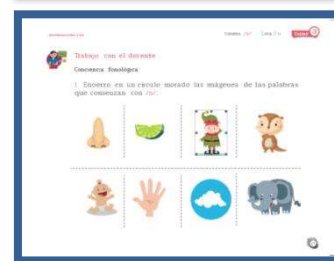 Trabajo con el docente
Conciencia fonológica
1 Encierro en un círculo morado las imágenes de las palabras
que comienzan con /n/.